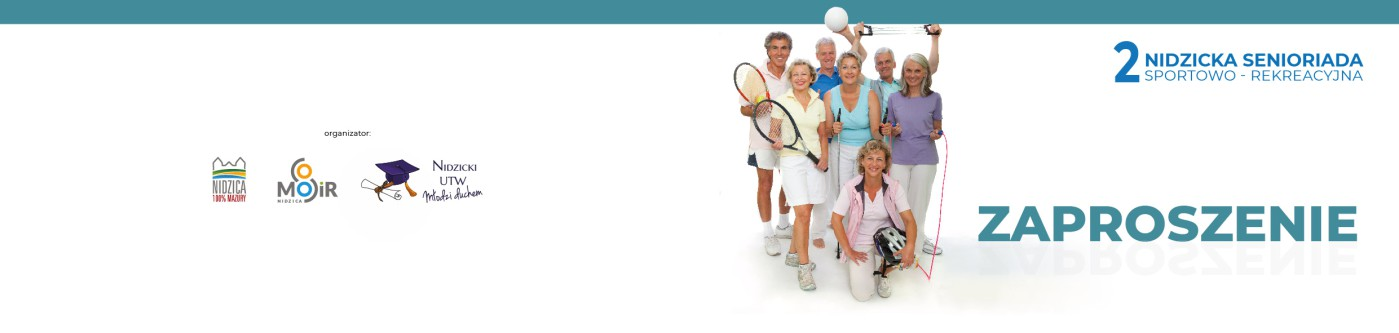 organizator:
NIDZICA
100% MAZURY
MOSiR
NIDZICA
NIDZICKI
UTW
Młodzi duchem
2 NIDZICKA SENIORIADA
SPORTOWO - REKREACYJNA
ZAPROSZENIE